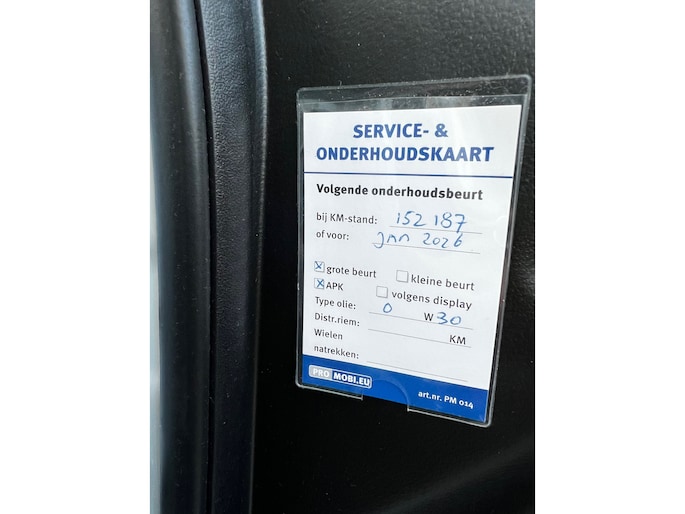 SERVICE- &
ONDERHOUDSKAART
Volgende onderhoudsbeurt
bij KM-stand: 152 187
of voor: Jan 2026
grote beurt kleine beurt
APK volgens display
Type olie: 0 W 30
Distr.riem: KM
Wielen
natrekken:
PRO MOBI.EU art.nr. PM 014